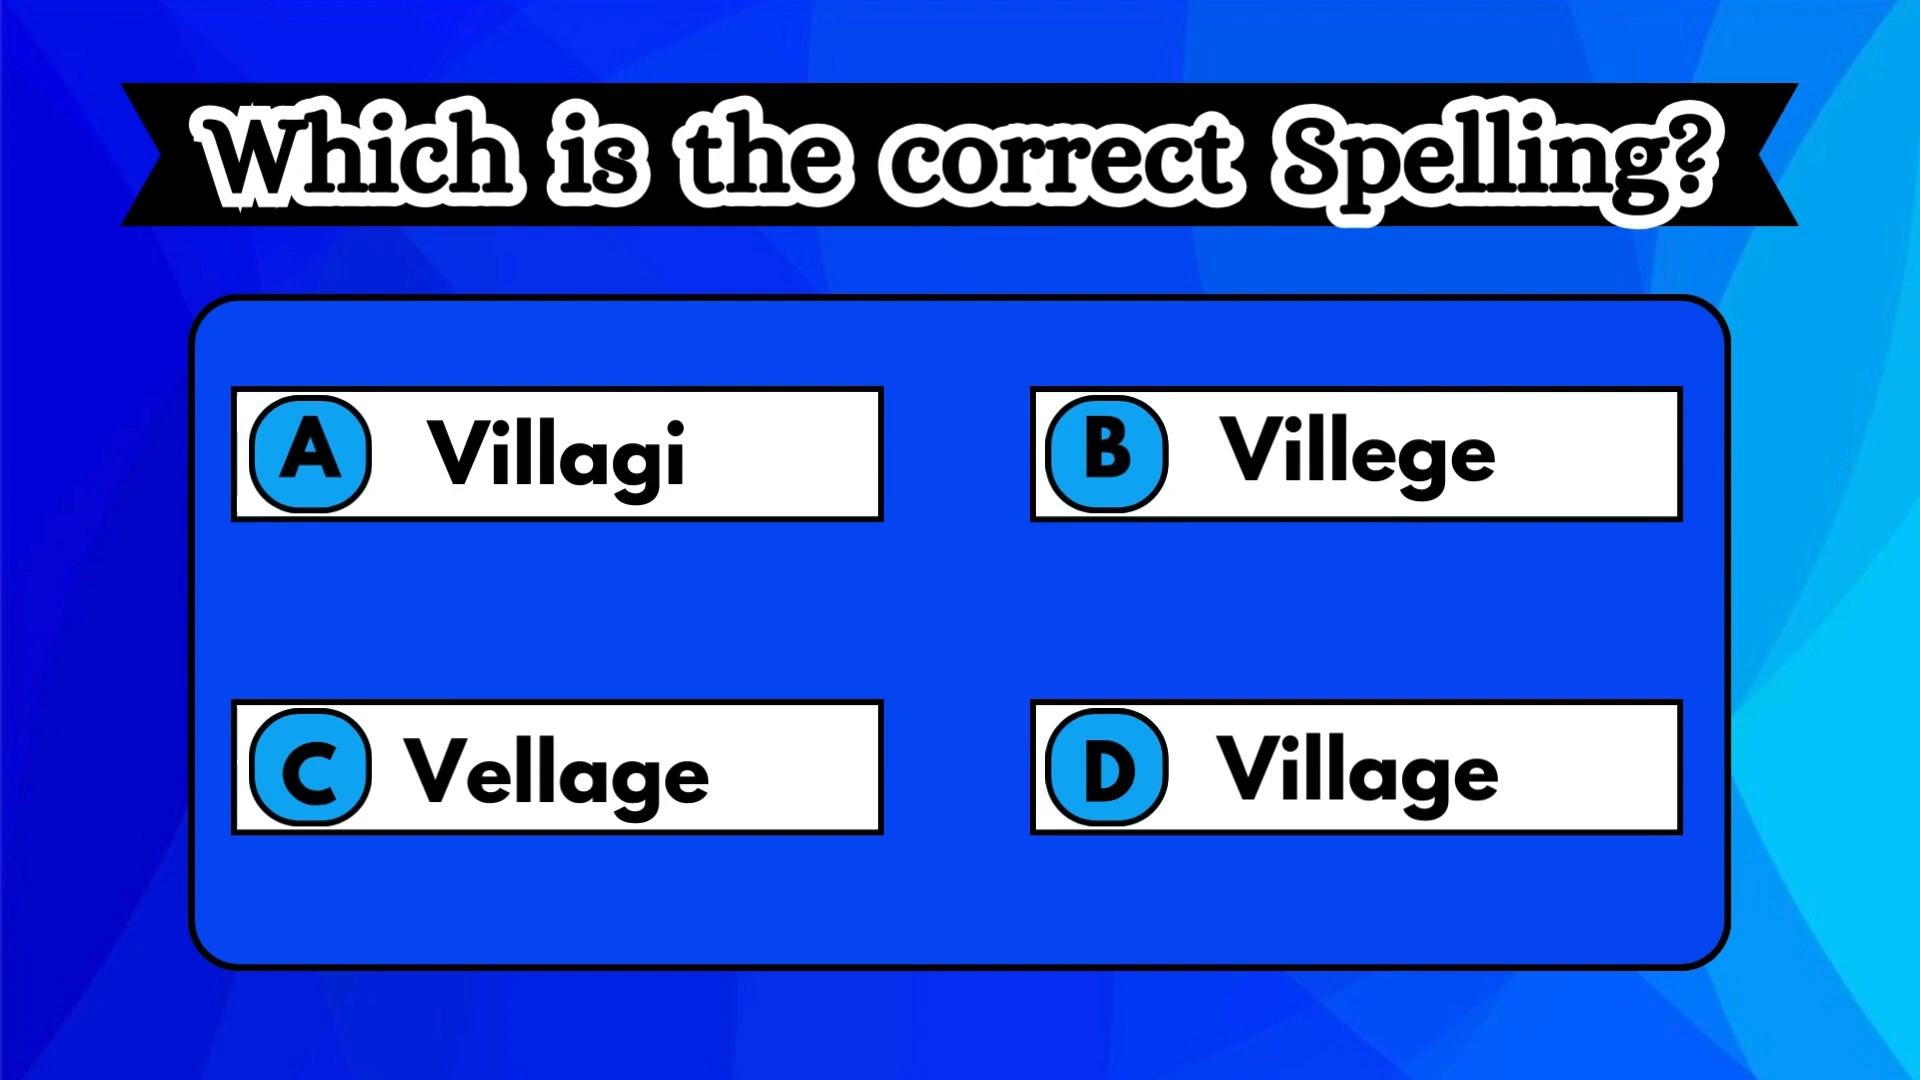 Which is the correct Spelling?
A Villagi
B Villege
C Vellage
D Village